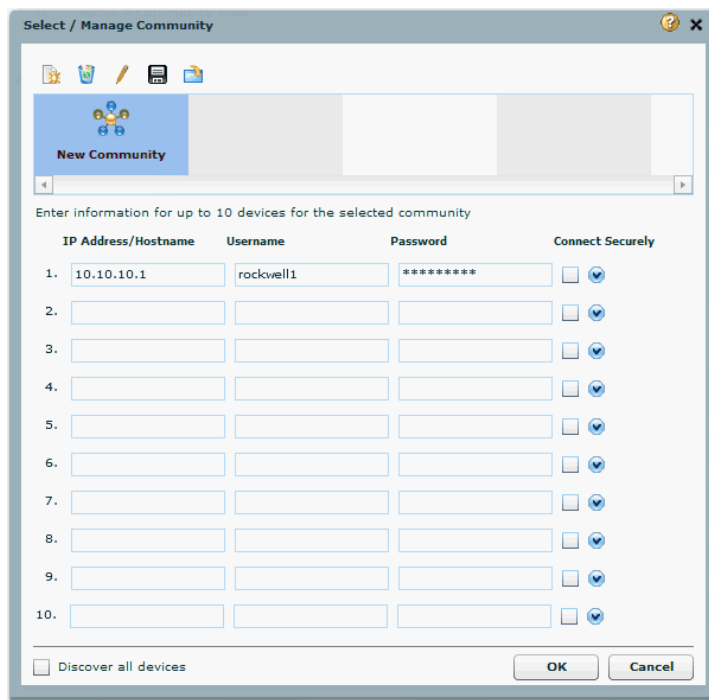 Select / Manage Community
New Community
Enter information for up to 10 devices for the selected community
IP Address/Hostname Username Password Connect Securely
1. 10.10.10.1 rockwell1 *********
2.
3.
4.
5.
6.
7.
8.
9.
10.
Discover all devices OK Cancel